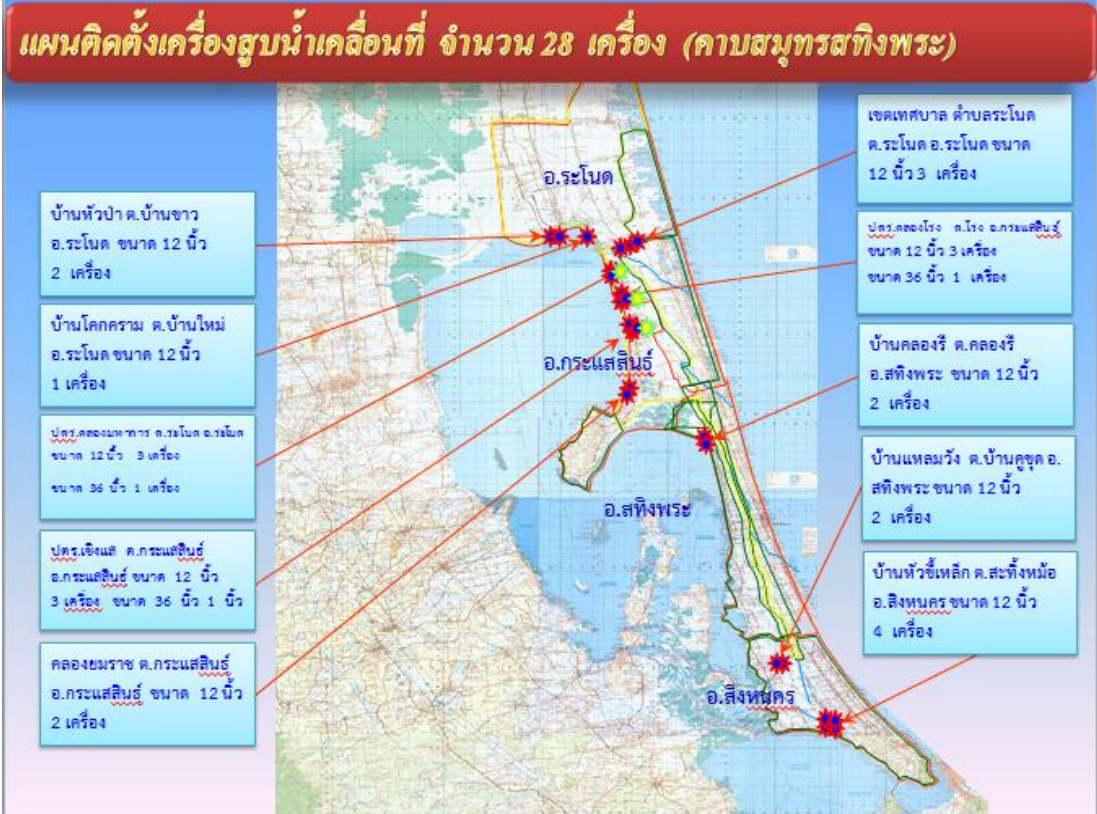 แผนติดตั้งเครื่องสูบน้ำเคลื่อนที่ จำนวน 28 เครื่อง (คาบสมุทรสทิงพระ)
บ้านหัวป่า ต.บ้านขาว
อ.ระโนด ขนาด 12 นิ้ว
2 เครื่อง
บ้านโคกคราม ต.บ้านใหม่
อ.ระโนด ขนาด 12 นิ้ว
1 เครื่อง
ปตร.คลองมหาการ ต.ระโนด อ.ระโนด
ขนาด 12 นิ้ว 3 เครื่อง
ขนาด 36 นิ้ว 1 เครื่อง
ปตร.เชิงแส ต.กระแสสินธุ์
อ.กระแสสินธุ์ ขนาด 12 นิ้ว
3 เครื่อง ขนาด 36 นิ้ว 1 นิ้ว
คลองยมราช ต.กระแสสินธุ์
อ.กระแสสินธุ์ ขนาด 12 นิ้ว
2 เครื่อง
อ.ระโนด
อ.กระแสสินธุ์
อ.สทิงพระ
อ.สิงหนคร
เขตเทศบาล ตำบลระโนด
ต.ระโนด อ.ระโนด ขนาด
12 นิ้ว 3 เครื่อง
ปตร.คลองโรง ต.โรง อ.กระแสสินธุ์
ขนาด 12 นิ้ว 3 เครื่อง
ขนาด 36 นิ้ว 1 เครื่อง
บ้านคลองรี ต.คลองรี
อ.สทิงพระ ขนาด 12 นิ้ว
2 เครื่อง
บ้านแหลมวัง ต.บ้านคูขุด อ.
สทิงพระ ขนาด 12 นิ้ว
2 เครื่อง
บ้านหัวขี้เหล็ก ต.สะทิ้งหม้อ
อ.สิงหนคร ขนาด 12 นิ้ว
4 เครื่อง